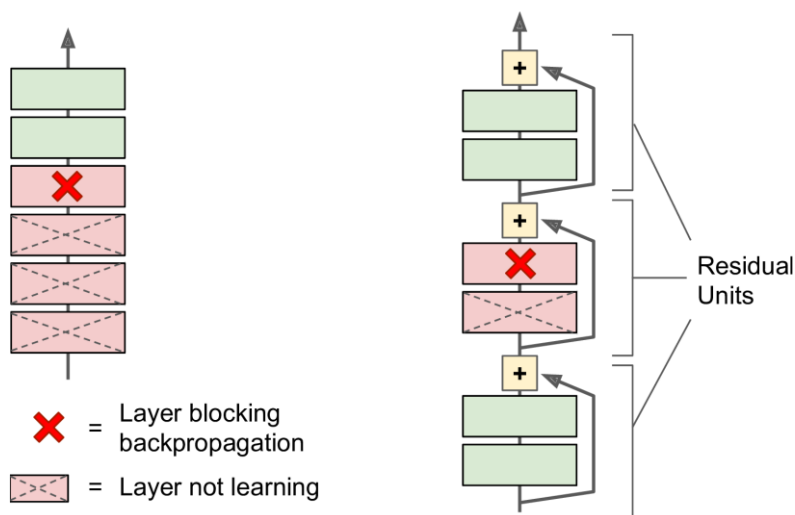 +
+
+
Residual
Units
= Layer blocking
backpropagation
= Layer not learning